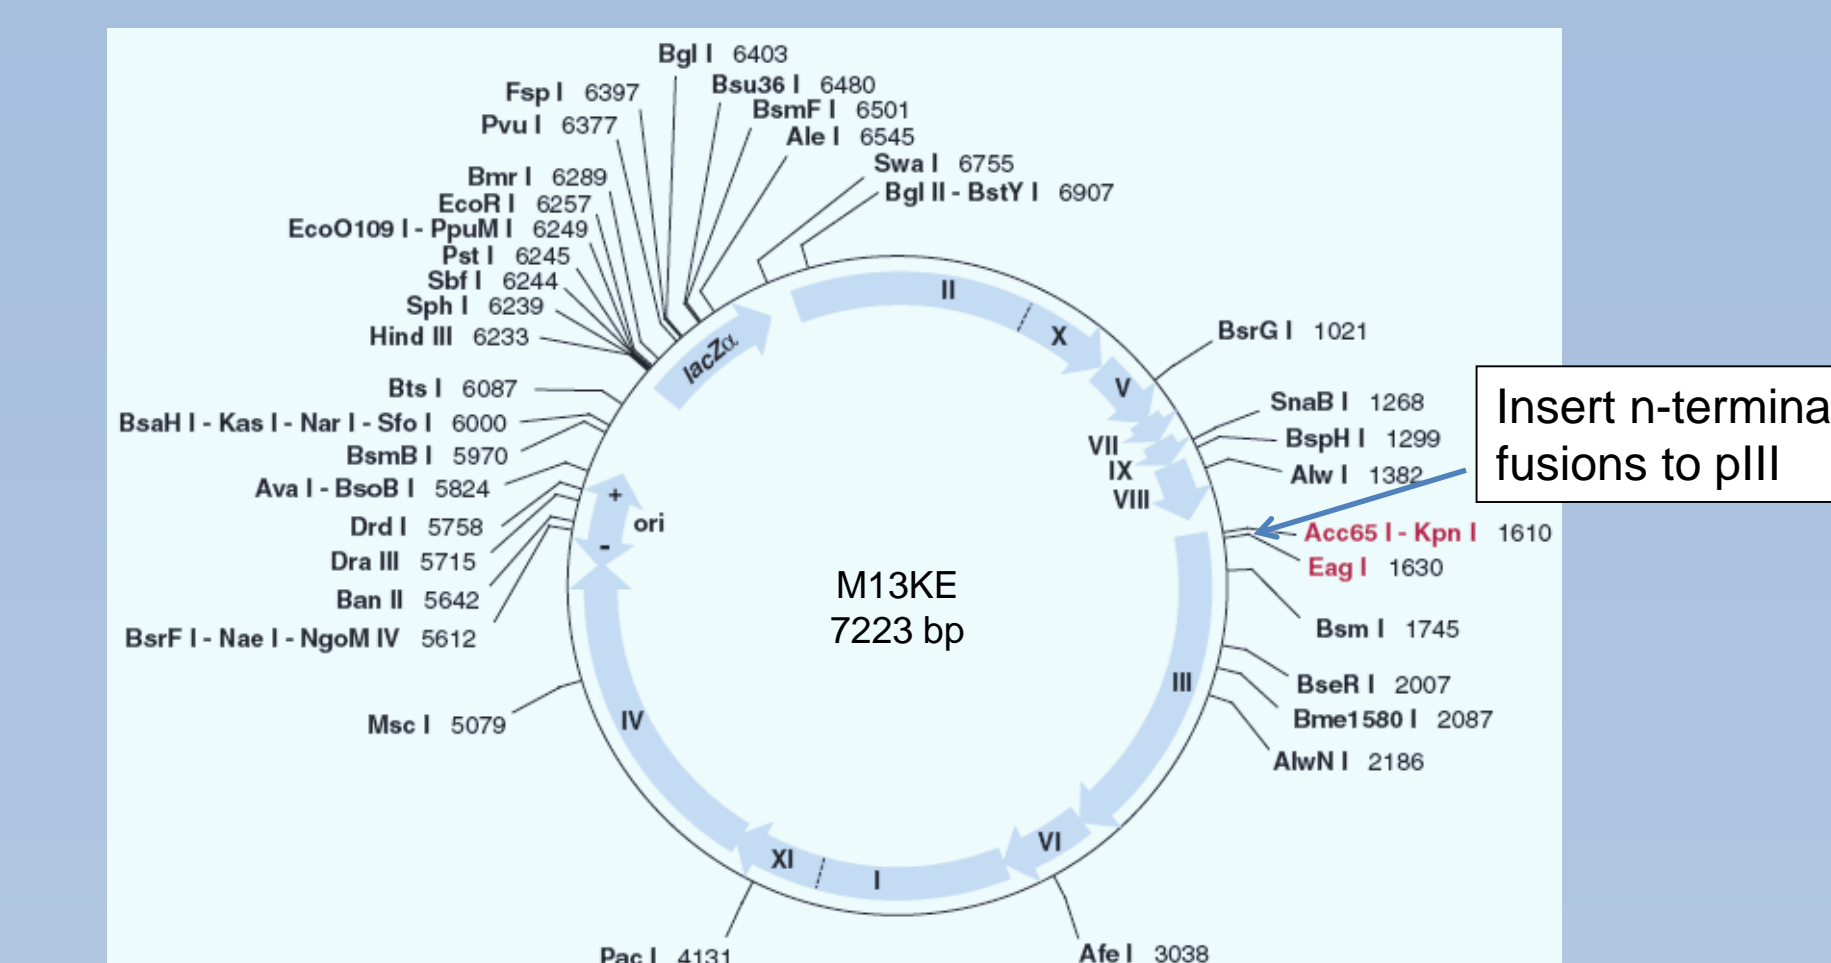 Bgl I 6403
Fsp I 6397
Bsu36 I 6480
Pvu I 6377
BsmF I 6501
Ale I 6545
Swa I 6755
Bmr I 6289
Bgl II - BstY I 6907
EcoR I 6257
EcoO109 I - PpuM I 6249
Pst I 6245
Sbf I 6244
Sph I 6239
Hind III 6233
II
X
lacZα
BsrG I 1021
Bts I 6087
V
SnaB I 1268
BsaH I - Kas I - Nar I - Sfo I 6000
BspH I 1299
VII
BsmB I 5970
IX
Alw I 1382
Ava I - BsoB I 5824
VIII
Insert n-termina
fusions to pIII
+
ori
-
Drd I 5758
Acc65 I - Kpn I 1610
Dra III 5715
Eag I 1630
Ban II 5642
M13KE
7223 bp
BsrF I - Nae I - NgoM IV 5612
Bsm I 1745
III
BseR I 2007
Msc I 5079
IV
Bme1580 I 2087
AlwN I 2186
VI
XI
I
Pac I 4131
Afe I 3038